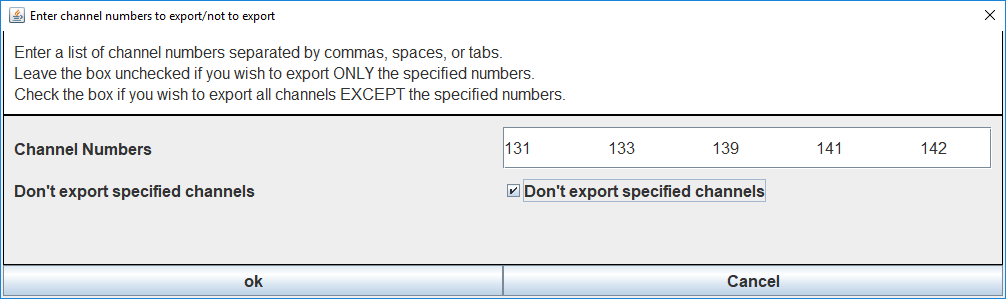 Enter channel numbers to export/not to export
Enter a list of channel numbers separated by commas, spaces, or tabs.
Leave the box unchecked if you wish to export ONLY the specified numbers.
Check the box if you wish to export all channels EXCEPT the specified numbers.
Channel Numbers 131 133 139 141 142
Don't export specified channels Don't export specified channels
ok Cancel